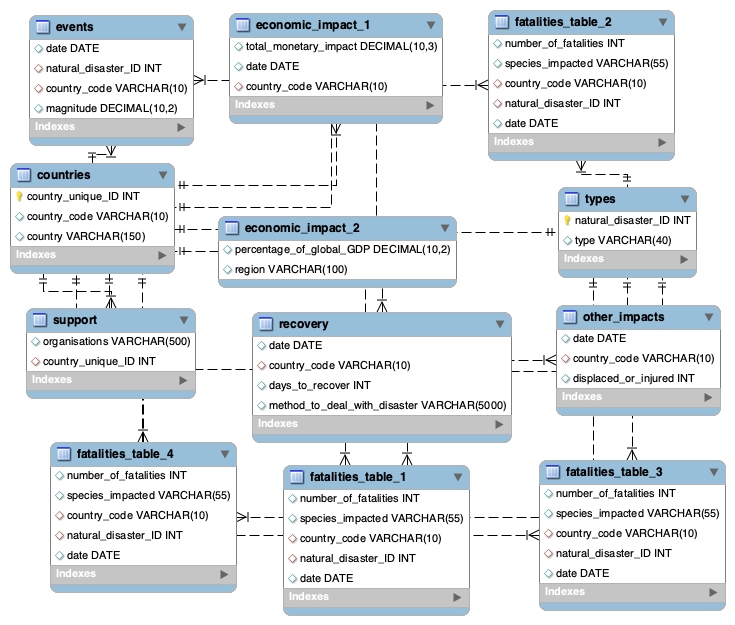 events
date DATE
natural_disaster_ID INT
country_code VARCHAR(10)
magnitude DECIMAL(10,2)
Indexes
economic_impact_1
total_monetary_impact DECIMAL(10,3)
date DATE
country_code VARCHAR(10)
Indexes
fatalities_table_2
number_of_fatalities INT
species_impacted VARCHAR(55)
country_code VARCHAR(10)
natural_disaster_ID INT
date DATE
Indexes
countries
country_unique_ID INT
country_code VARCHAR(10)
country VARCHAR(150)
Indexes
economic_impact_2
percentage_of_global_GDP DECIMAL(10,2)
region VARCHAR(100)
Indexes
types
natural_disaster_ID INT
type VARCHAR(40)
Indexes
support
organisations VARCHAR(500)
country_unique_ID INT
Indexes
recovery
date DATE
country_code VARCHAR(10)
days_to_recover INT
method_to_deal_with_disaster VARCHAR(5000)
Indexes
other_impacts
date DATE
country_code VARCHAR(10)
displaced_or_injured INT
Indexes
fatalities_table_4
number_of_fatalities INT
species_impacted VARCHAR(55)
country_code VARCHAR(10)
natural_disaster_ID INT
date DATE
Indexes
fatalities_table_1
number_of_fatalities INT
species_impacted VARCHAR(55)
country_code VARCHAR(10)
natural_disaster_ID INT
date DATE
Indexes
fatalities_table_3
number_of_fatalities INT
species_impacted VARCHAR(55)
country_code VARCHAR(10)
natural_disaster_ID INT
date DATE
Indexes